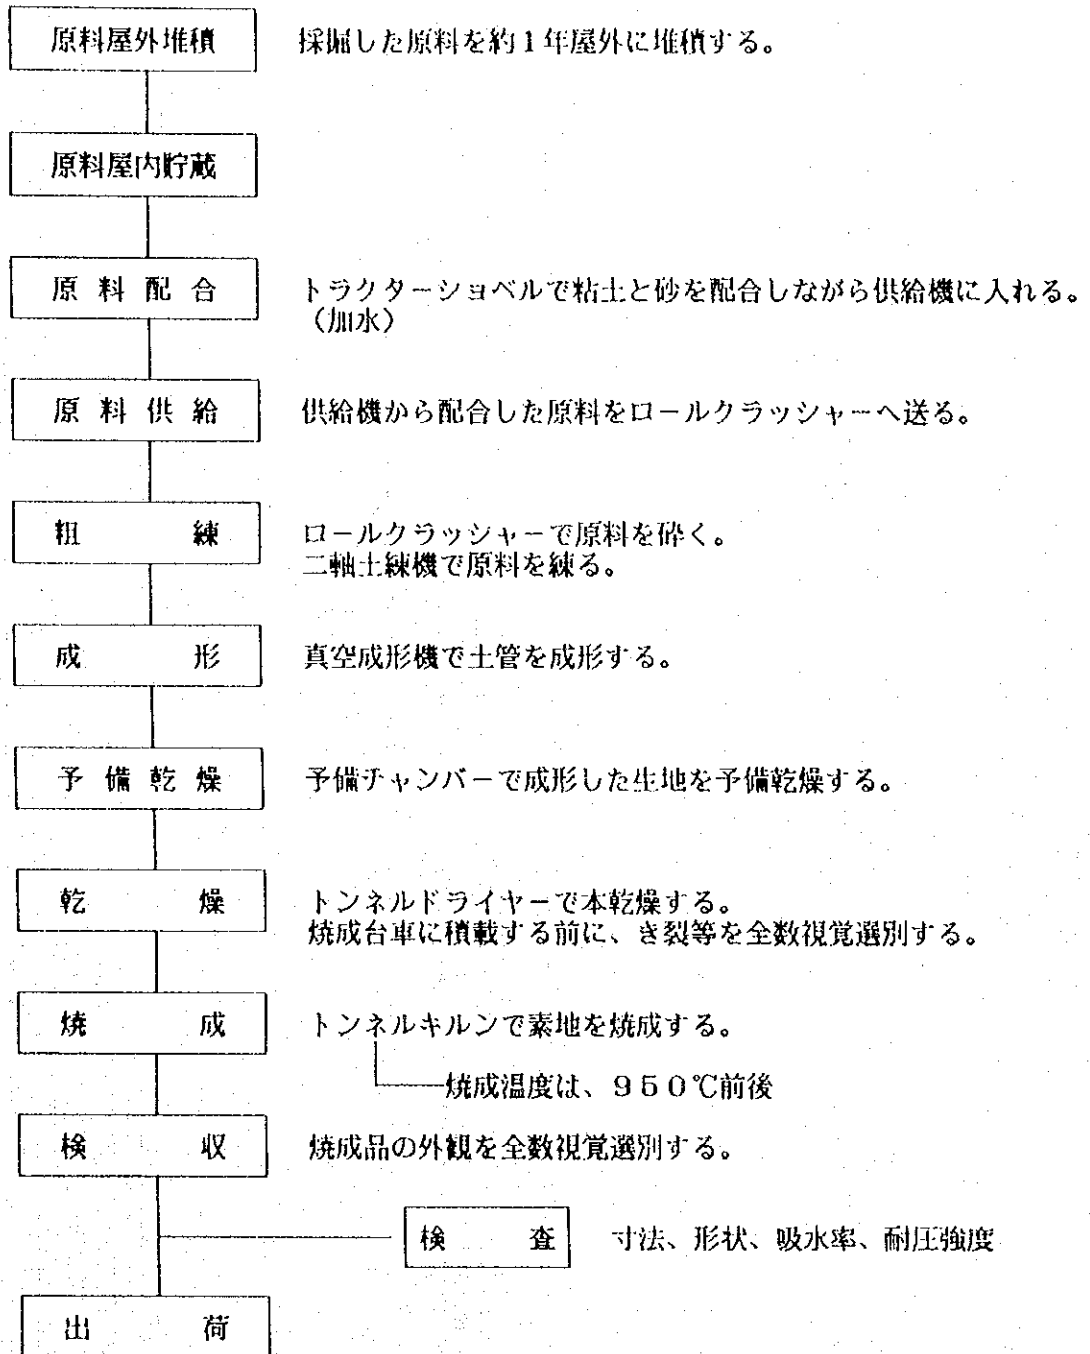 原料屋外堆積
採掘した原料を約１年屋外に堆積する。
原料屋内貯蔵
原料配合
トラクターショベルで粘土と砂を配合しながら供給機に入れる。
（加水）
原料供給
供給機から配合した原料をロールクラッシャーへ送る。
粗練
ロールクラッシャーで原料を砕く。
二軸土練機で原料を練る。
成形
真空成形機で土管を成形する。
予備乾燥
予備チャンバーで成形した生地を予備乾燥する。
乾燥
トンネルドライヤーで本乾燥する。
焼成台車に積載する前に、き裂等を全数視覚選別する。
焼成
トンネルキルンで素地を焼成する。
焼成温度は、９５０℃前後
検収
焼成品の外観を全数視覚選別する。
検査
寸法、形状、吸水率、耐圧強度
出荷